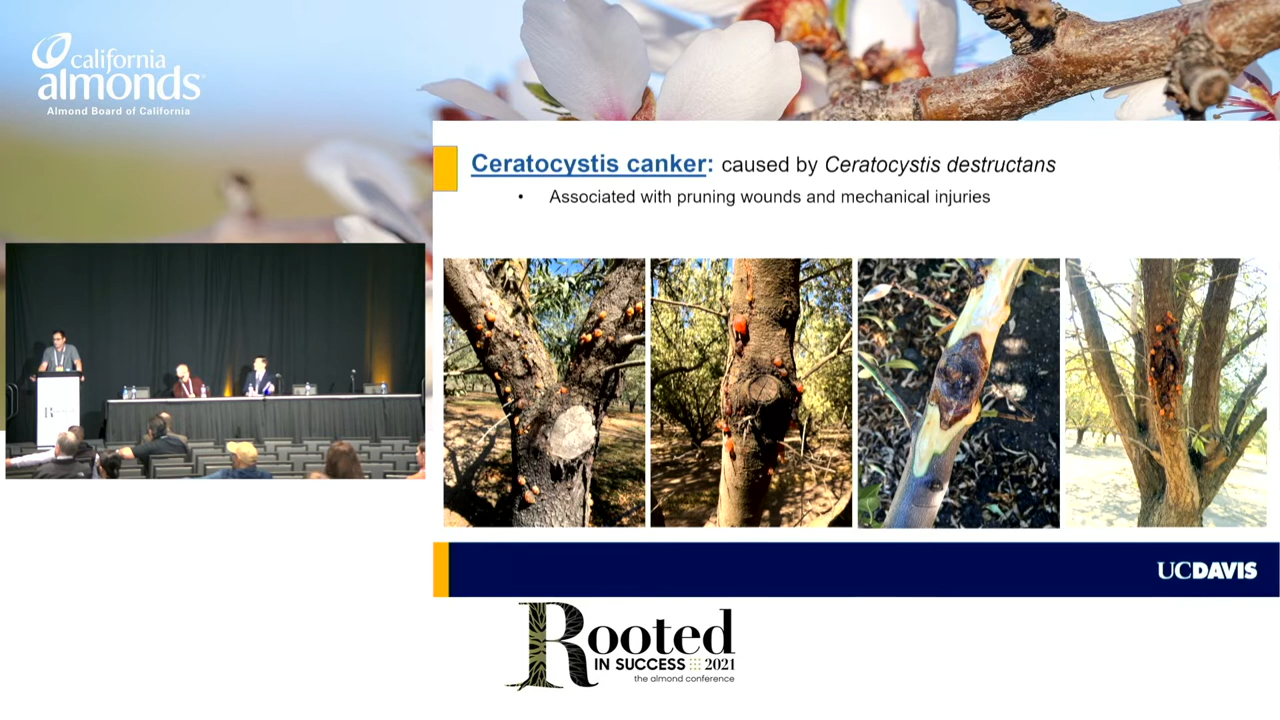 california
almonds
Almond Board of California
Ceratocystis canker: caused by Ceratocystis destructans
• Associated with pruning wounds and mechanical injuries
UCDAVIS
Rooted
IN SUCCESS 2021
the almond conference